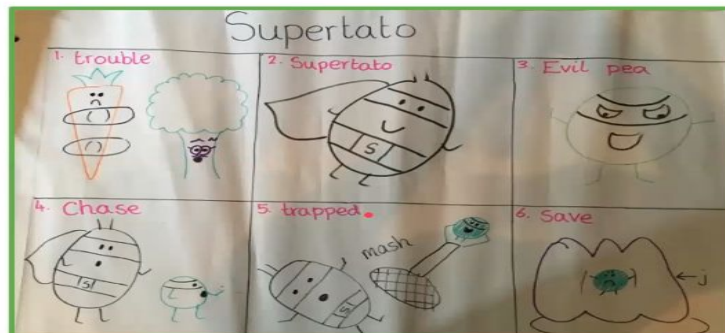 Supertato
1. trouble
2. Supertato
3. Evil pea
S
4. Chase
5. trapped.
6. Save
mash
S
S
←j